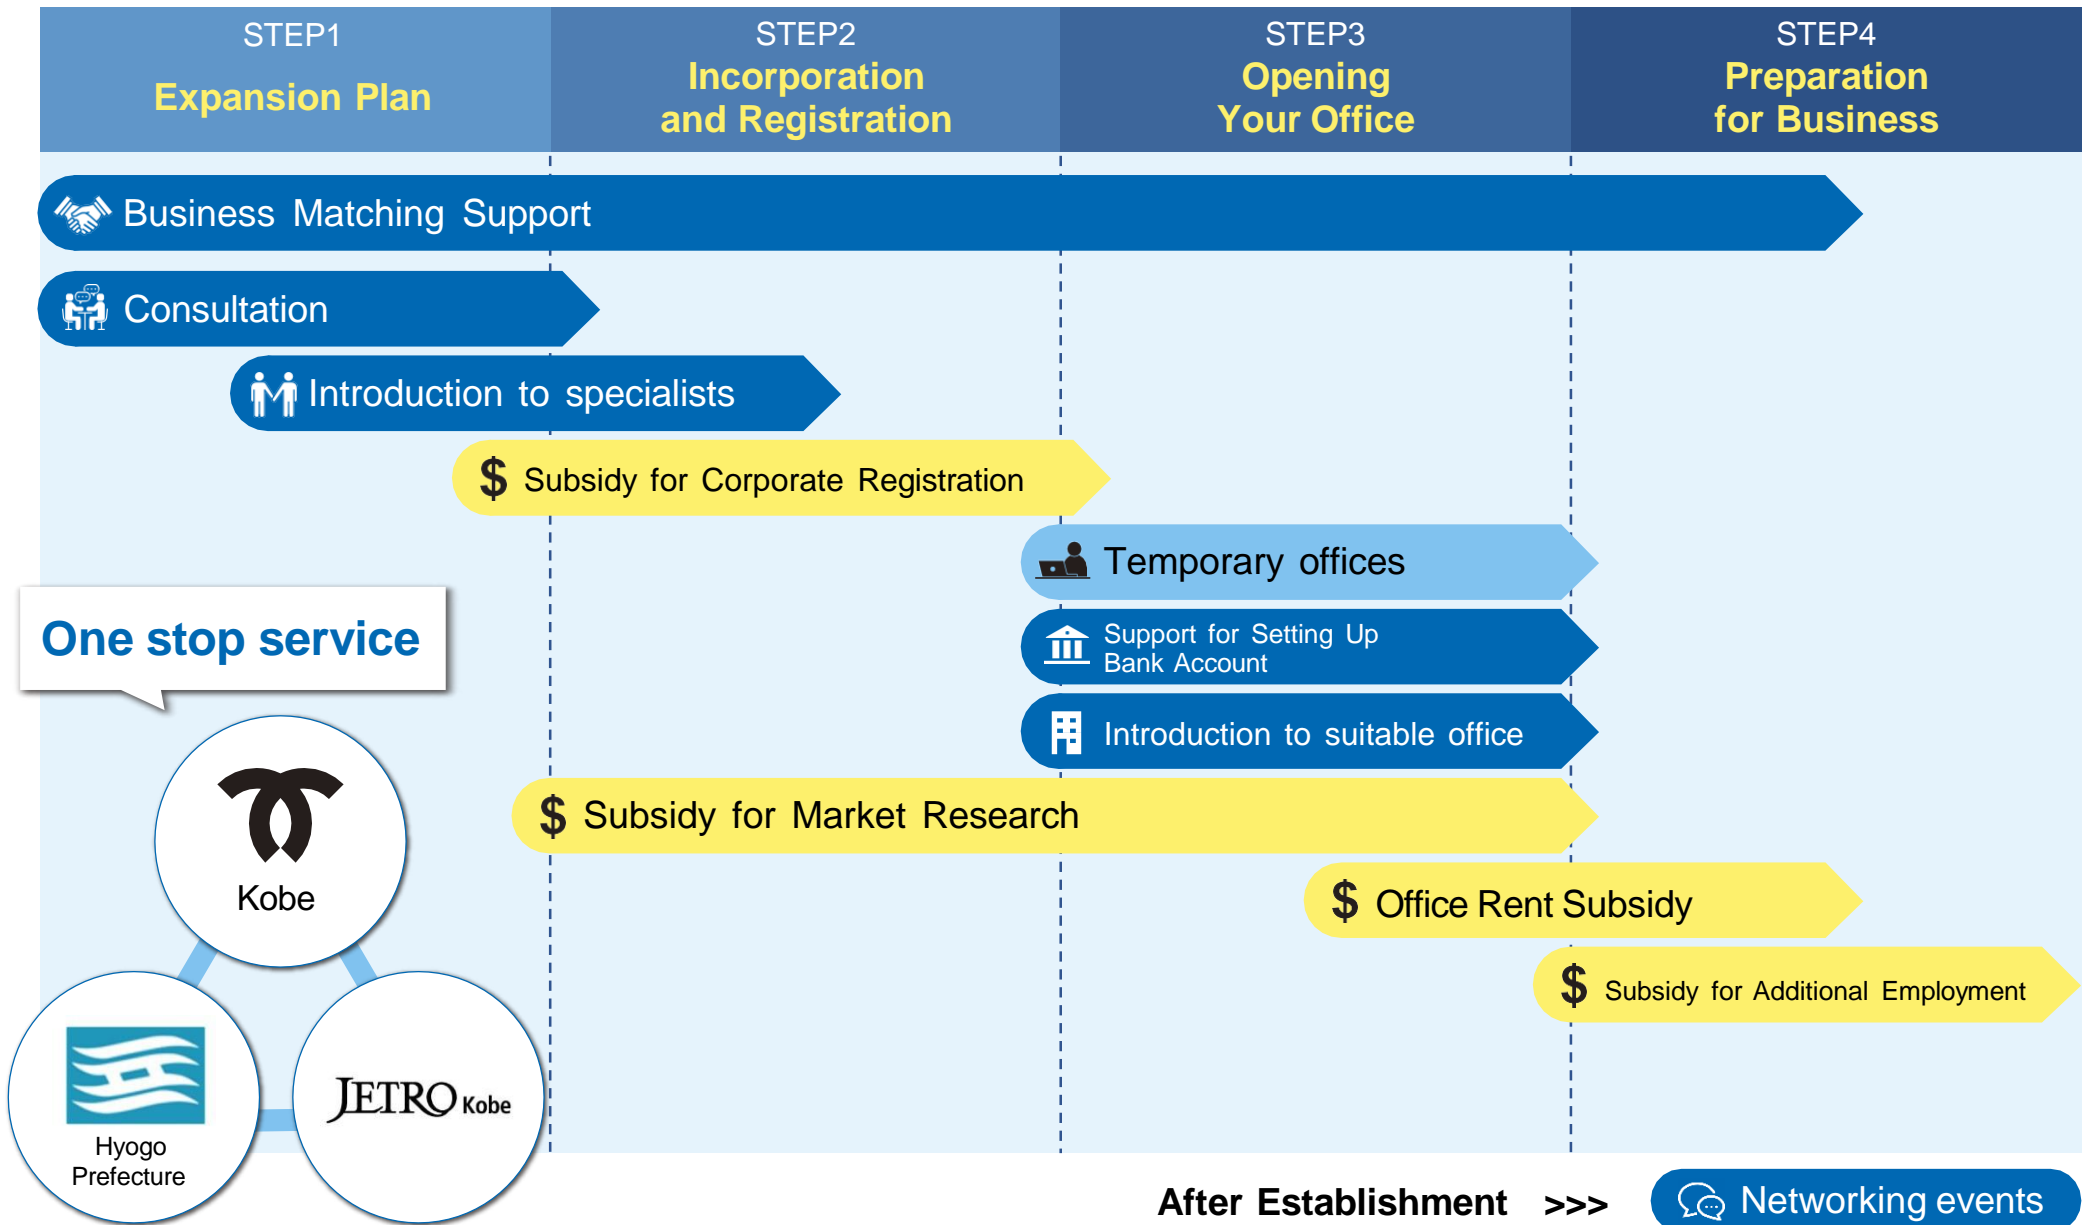 STEP1
Expansion Plan
STEP2
Incorporation
and Registration
STEP3
Opening
Your Office
STEP4
Preparation
for Business
Business Matching Support
Consultation
Introduction to specialists
$ Subsidy for Corporate Registration
Temporary offices
Support for Setting Up
Bank Account
Introduction to suitable office
$ Subsidy for Market Research
$ Office Rent Subsidy
$ Subsidy for Additional Employment
One stop service
Kobe
Hyogo
Prefecture
JETRO Kobe
After Establishment >>> Networking events